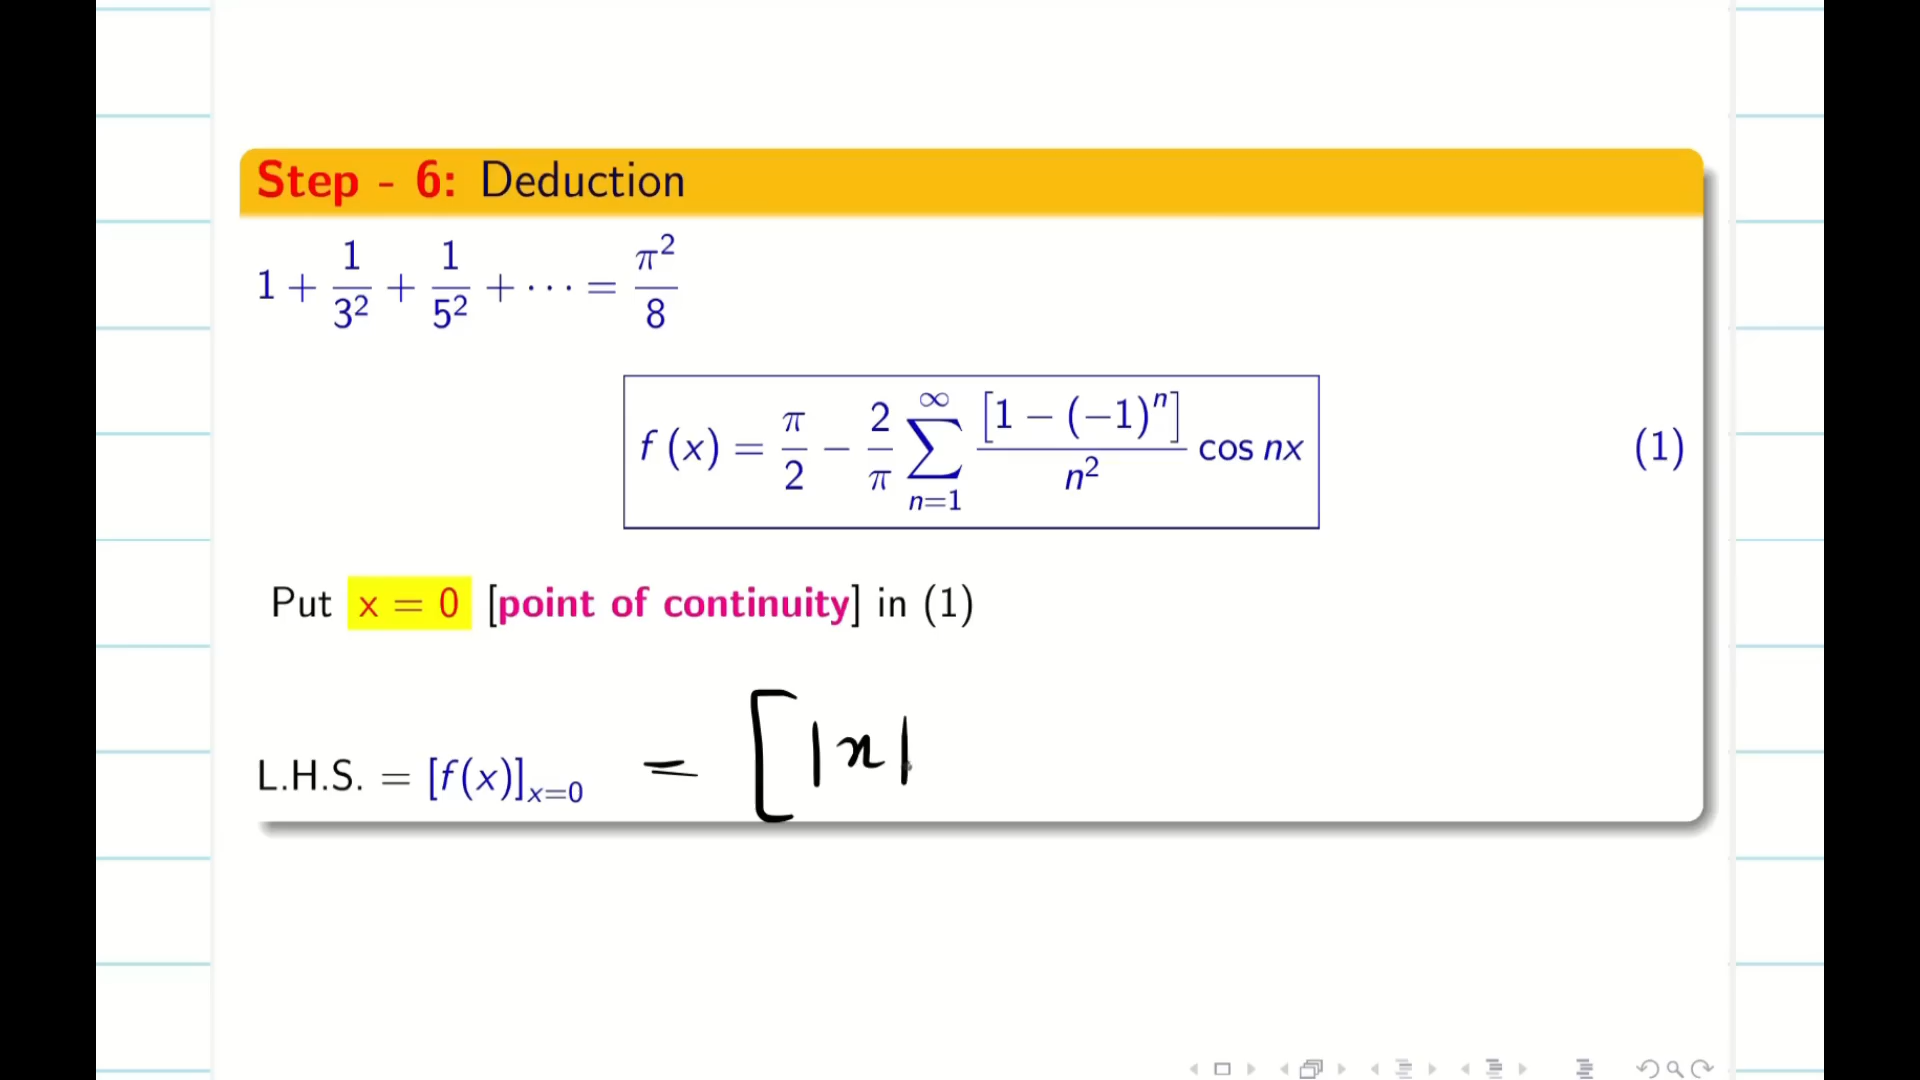 Step - 6: Deduction
1 + 1/3² + 1/5² + ··· = π²/8
f (x) = π/2 − 2/π ∑_{n=1}^{∞} [1 − (−1)ⁿ]/n² cos nx (1)
Put x = 0 [point of continuity] in (1)
L.H.S. = [f(x)]ₓ₌₀ = [|x|